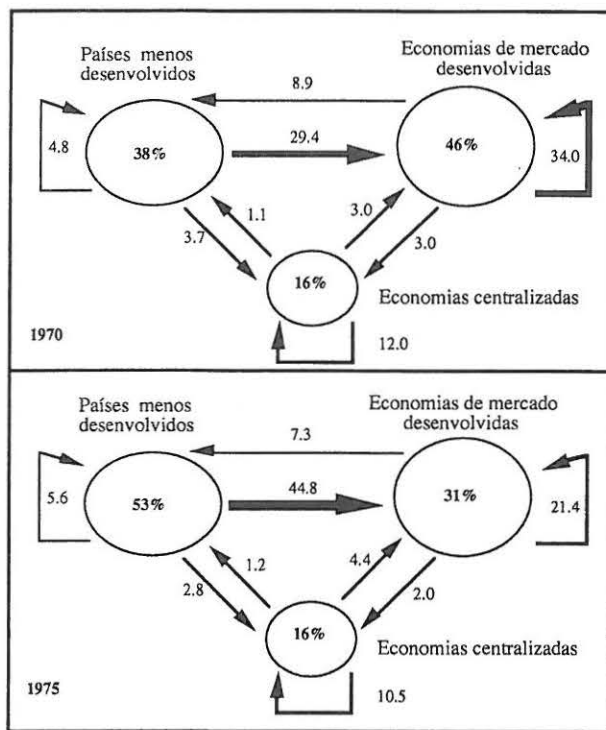 Países menos
desenvolvidos
Economias de mercado
desenvolvidas
8.9
4.8
38%
29.4
46%
34.0
3.7
1.1
3.0
3.0
16%
Economias centralizadas
1970
12.0
Países menos
desenvolvidos
Economias de mercado
desenvolvidas
7.3
5.6
53%
44.8
31%
21.4
2.8
1.2
4.4
2.0
16%
Economias centralizadas
1975
10.5